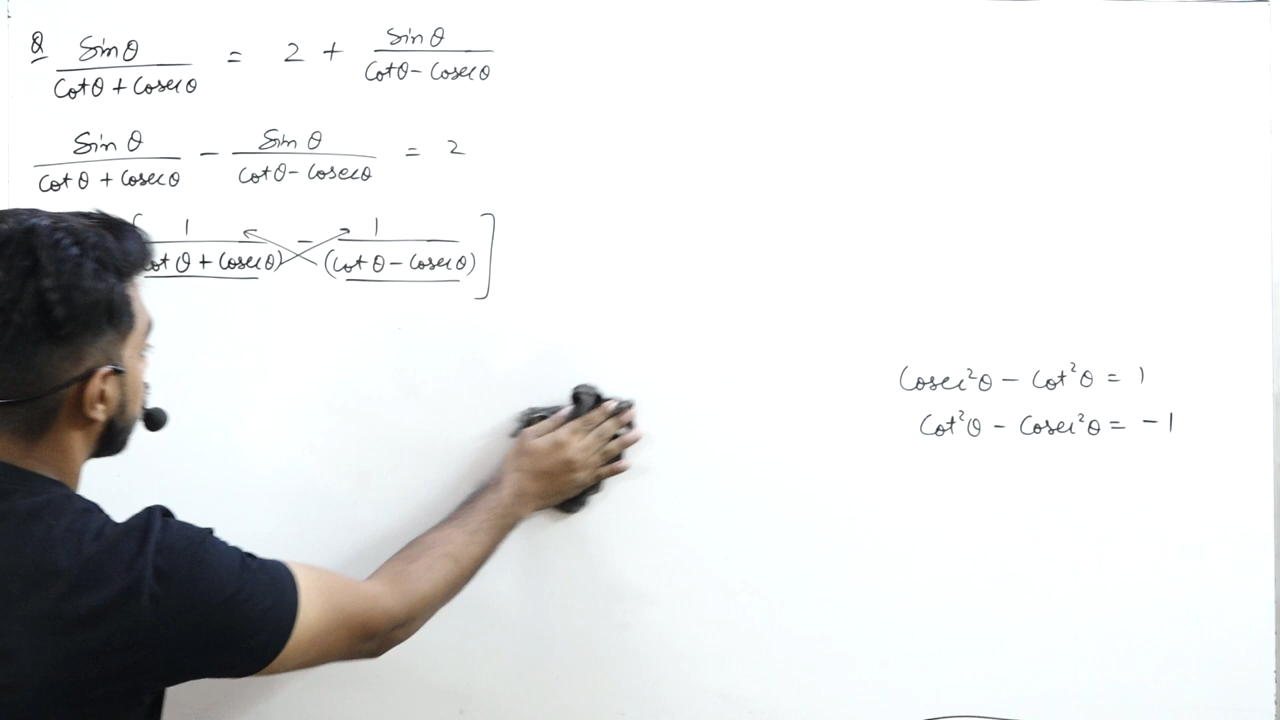 Q Sinθ / Cotθ + Cosecθ = 2 + Sinθ / Cotθ - Cosecθ
Sinθ / Cotθ + Cosecθ - Sinθ / Cotθ - Cosecθ = 2
[ 1 / cotθ + Cosecθ) - 1 / (Cotθ - Cosecθ) ]
Cosec²θ - Cot²θ = 1
Cot²θ - Cosec²θ = -1